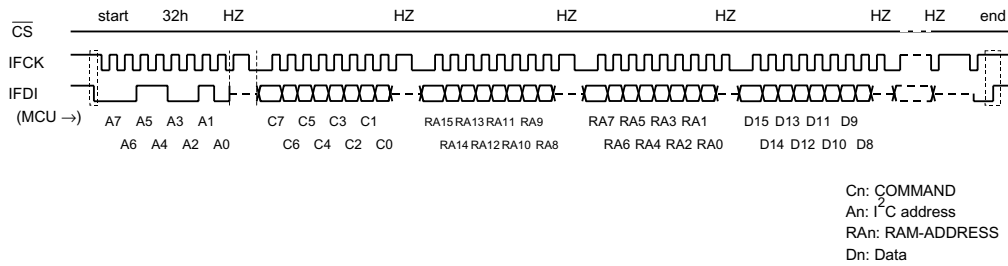 start 32h HZ HZ HZ HZ HZ HZ end
CS
IFCK
IFDI
(MCU →)
A7 A5 A3 A1 C7 C5 C3 C1 RA15 RA13 RA11 RA9 RA7 RA5 RA3 RA1 D15 D13 D11 D9
A6 A4 A2 A0 C6 C4 C2 C0 RA14 RA12 RA10 RA8 RA6 RA4 RA2 RA0 D14 D12 D10 D8
Cn: COMMAND
An: I2C address
RAn: RAM-ADDRESS
Dn: Data